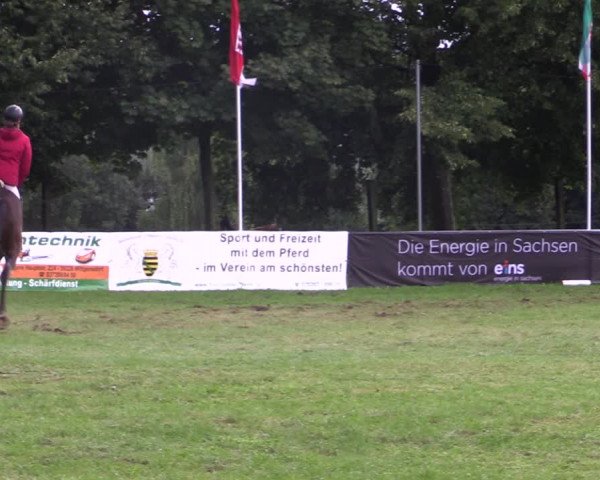 ntechnik
Sport und Freizeit
mit dem Pferd
- im Verein am schönsten!
Die Energie in Sachsen
kommt von eins
energie in sachsen
ung - Schärfdienst